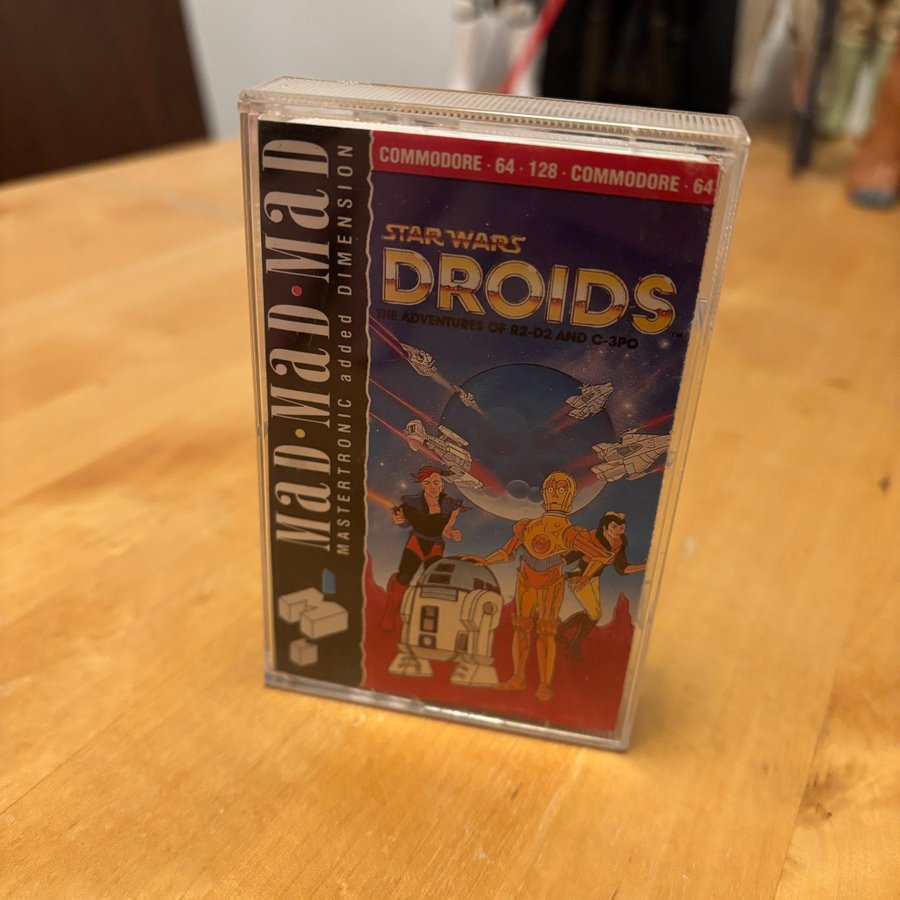 MaD•MaD•MaD
MASTERTRONIC added DIMENSION
COMMODORE · 64 · 128 · COMMODORE · 64
STAR WARS
DROIDS™
THE ADVENTURES OF R2-D2 AND C-3PO